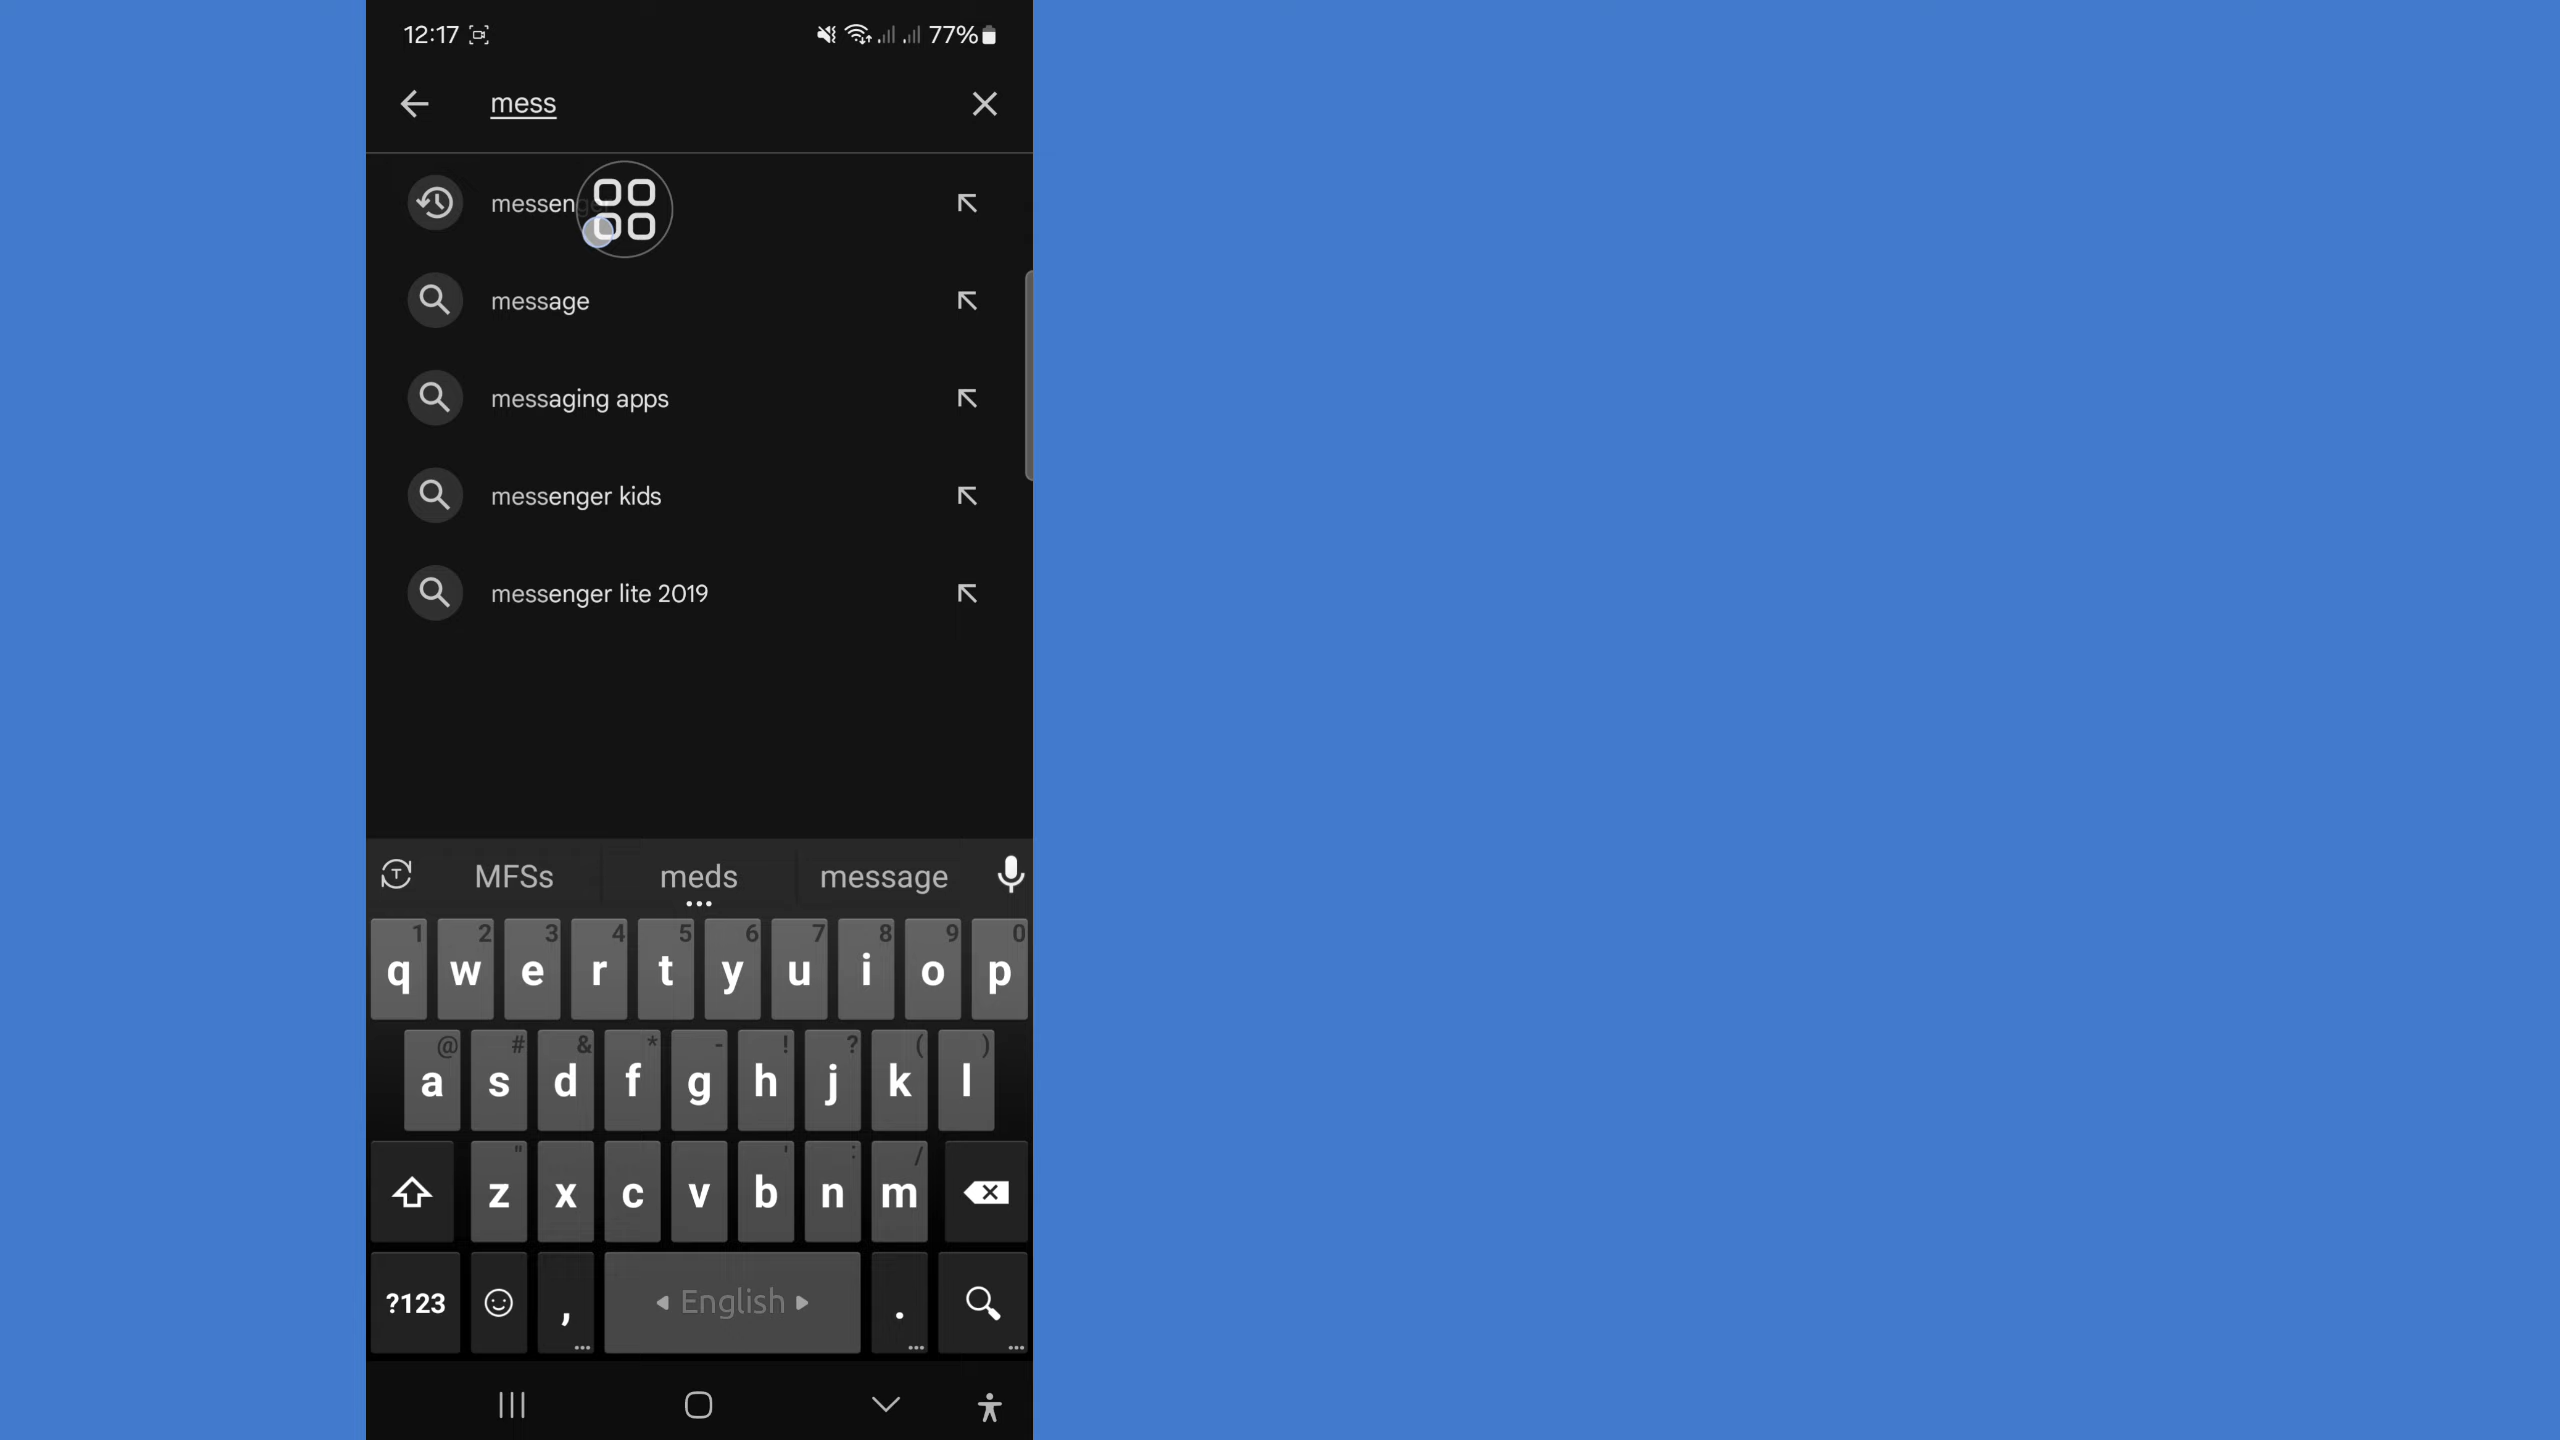 12:17 77%
mess
messenger
message
messaging apps
messenger kids
messenger lite 2019
MFSs meds message
1 2 3 4 5 6 7 8 9 0
q w e r t y u i o p
@ # & * - ! ? ( )
a s d f g h j k l
" ' : /
z x c v b n m
?123 , English .